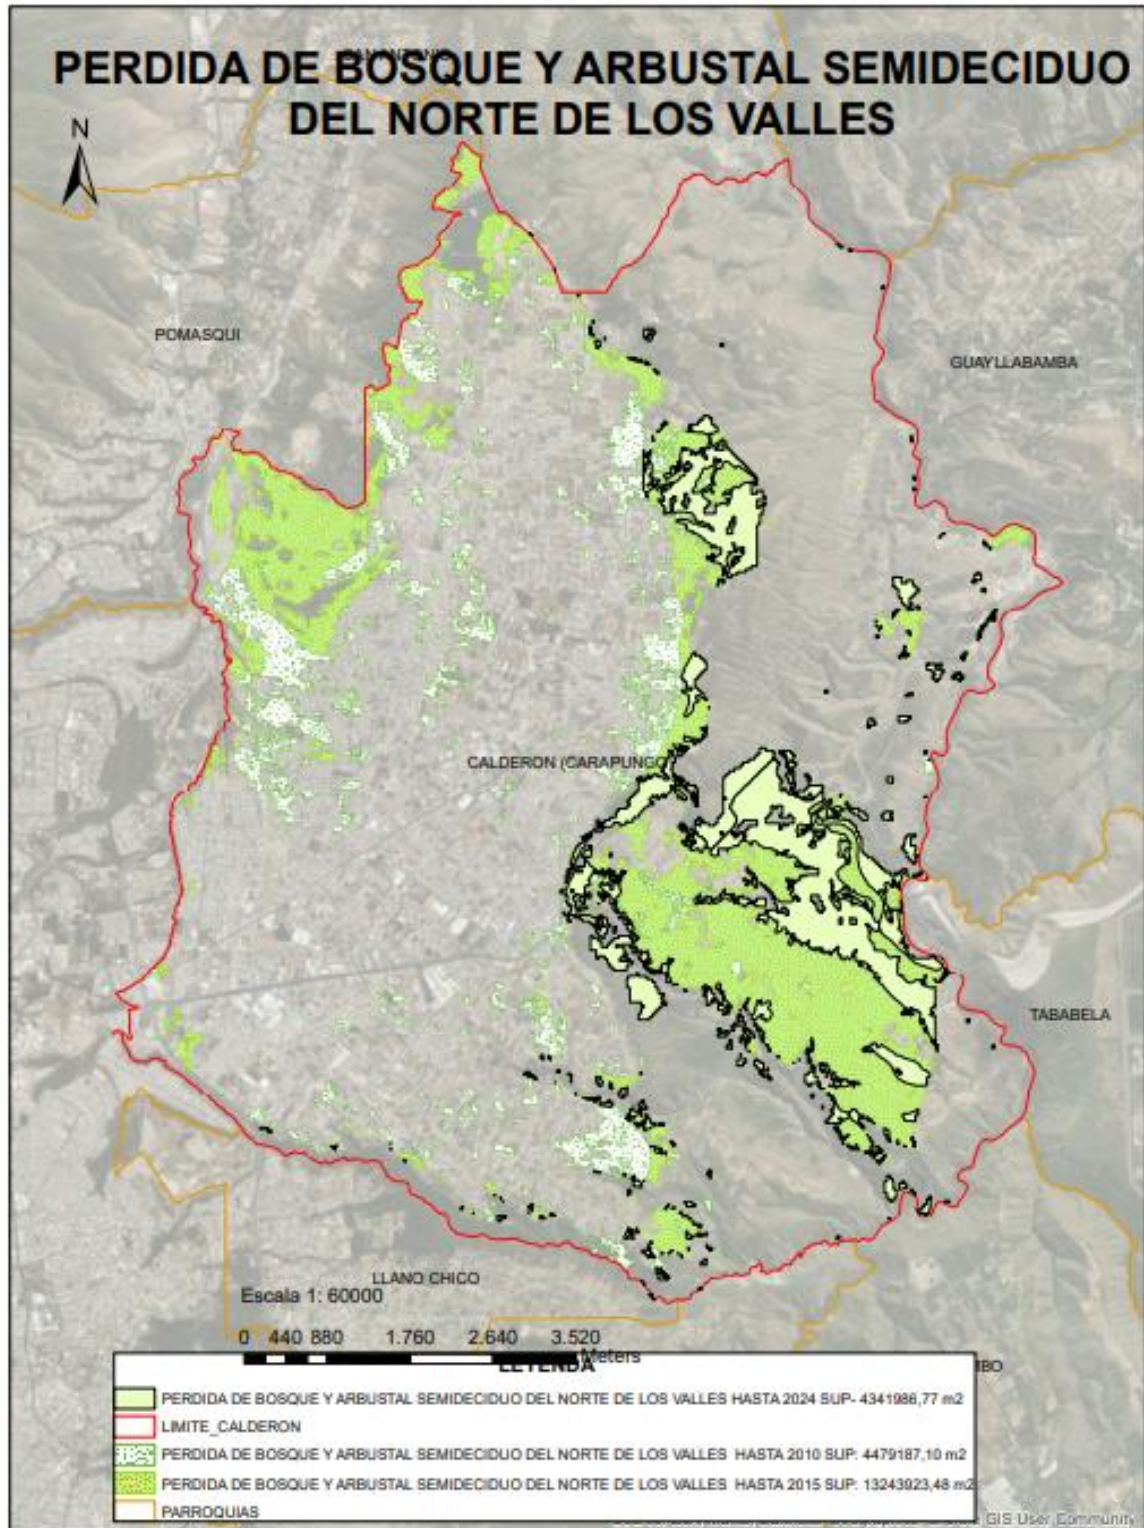 PERDIDA DE BOSQUE Y ARBUSTAL SEMIDECIDUO
DEL NORTE DE LOS VALLES
N
POMASQUI
GUAYLLABAMBA
CALDERON (CARAPUNGO
TABABELA
LLANO CHICO
Escala 1: 60000
0 440 880 1.760 2.640 3.520
Meters
LEYENDA
PERDIDA DE BOSQUE Y ARBUSTAL SEMIDECIDUO DEL NORTE DE LOS VALLES HASTA 2024 SUP- 4341986,77 m2
LIMITE_CALDERON
PERDIDA DE BOSQUE Y ARBUSTAL SEMIDECIDUO DEL NORTE DE LOS VALLES HASTA 2010 SUP: 4479187,10 m2
PERDIDA DE BOSQUE Y ARBUSTAL SEMIDECIDUO DEL NORTE DE LOS VALLES HASTA 2015 SUP: 13243923,48 m2
PARROQUIAS
GIS User Community